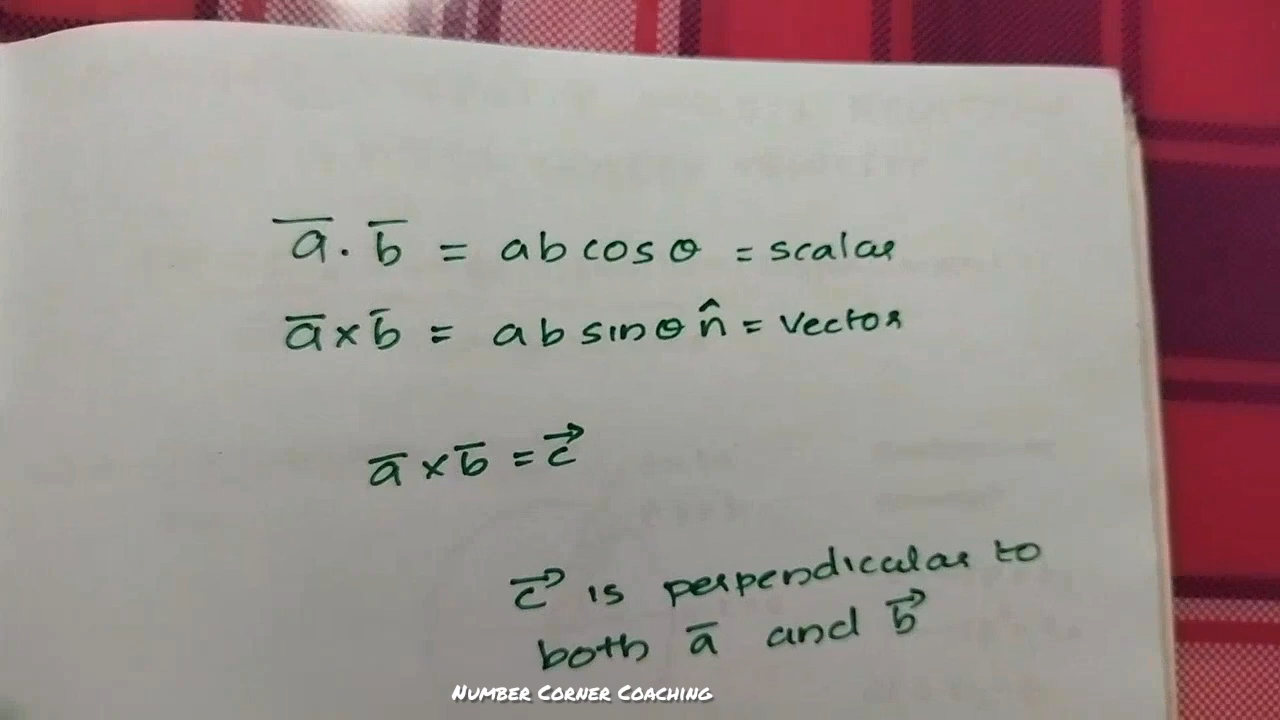 a̅ . b̅ = ab cos θ = scalar
a̅ × b̅ = ab sin θ n̂ = vector
a̅ × b̅ = c⃗
c⃗ is perpendicular to
both a̅ and b⃗
Number Corner Coaching